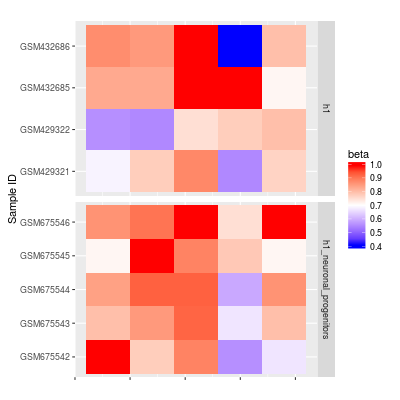 GSM432686
GSM432685
GSM429322
GSM429321
h1
GSM675546
GSM675545
GSM675544
GSM675543
GSM675542
h1_neuronal_progenitors
Sample ID
beta
1.0
0.9
0.8
0.7
0.6
0.5
0.4